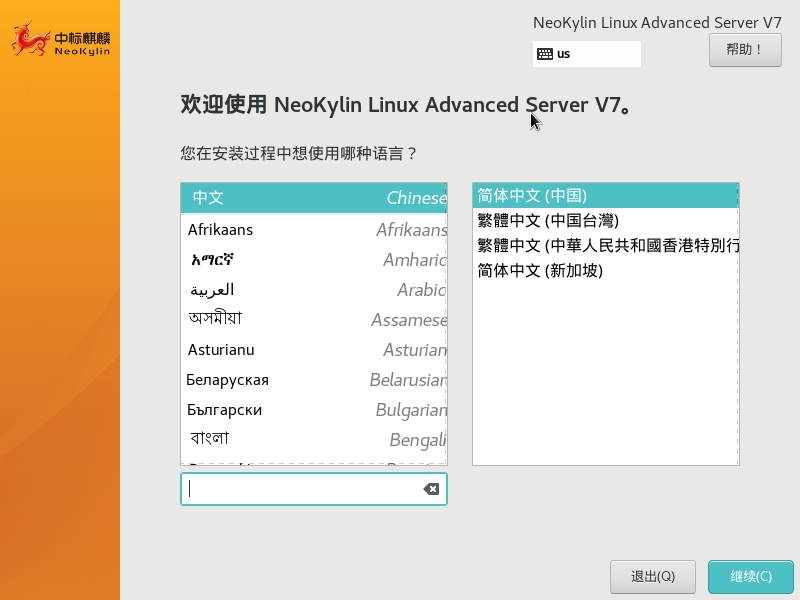 中标麒麟
NeoKylin
NeoKylin Linux Advanced Server V7
us
帮助！
欢迎使用 NeoKylin Linux Advanced Server V7。
您在安装过程中想使用哪种语言？
中文 Chinese
Afrikaans Afrikaans
አማርኛ Amharic
العربية Arabic
অসমীয়া Assamese
Asturianu Asturian
Беларуская Belarusian
Български Bulgarian
বাংলা Bengali
简体中文 (中国)
繁體中文 (中国台灣)
繁體中文 (中華人民共和國香港特別行
简体中文 (新加坡)
退出(Q)
继续(C)